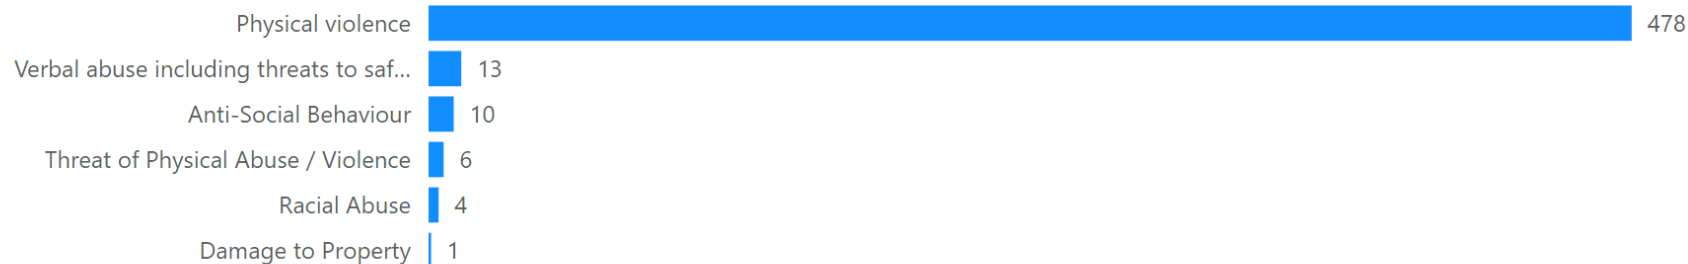 Physical violence 478
Verbal abuse including threats to saf... 13
Anti-Social Behaviour 10
Threat of Physical Abuse / Violence 6
Racial Abuse 4
Damage to Property 1